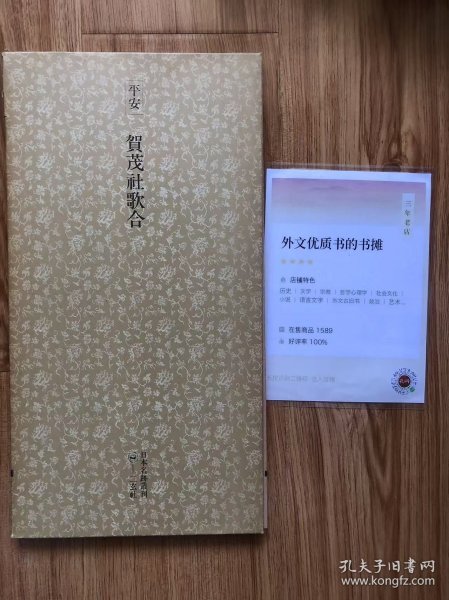 平安
賀茂社歌合
日本名跡叢刊
二玄社
三年老店
外文优质书的书摊
店铺特色
历史 | 文学 | 宗教 | 哲学心理学 | 社会文化 |
小说 | 语言文字 | 外文古旧书 | 政治 | 艺术...
在售商品 1589
好评率 100%
孔夫子旧书网
www.kongfz.com